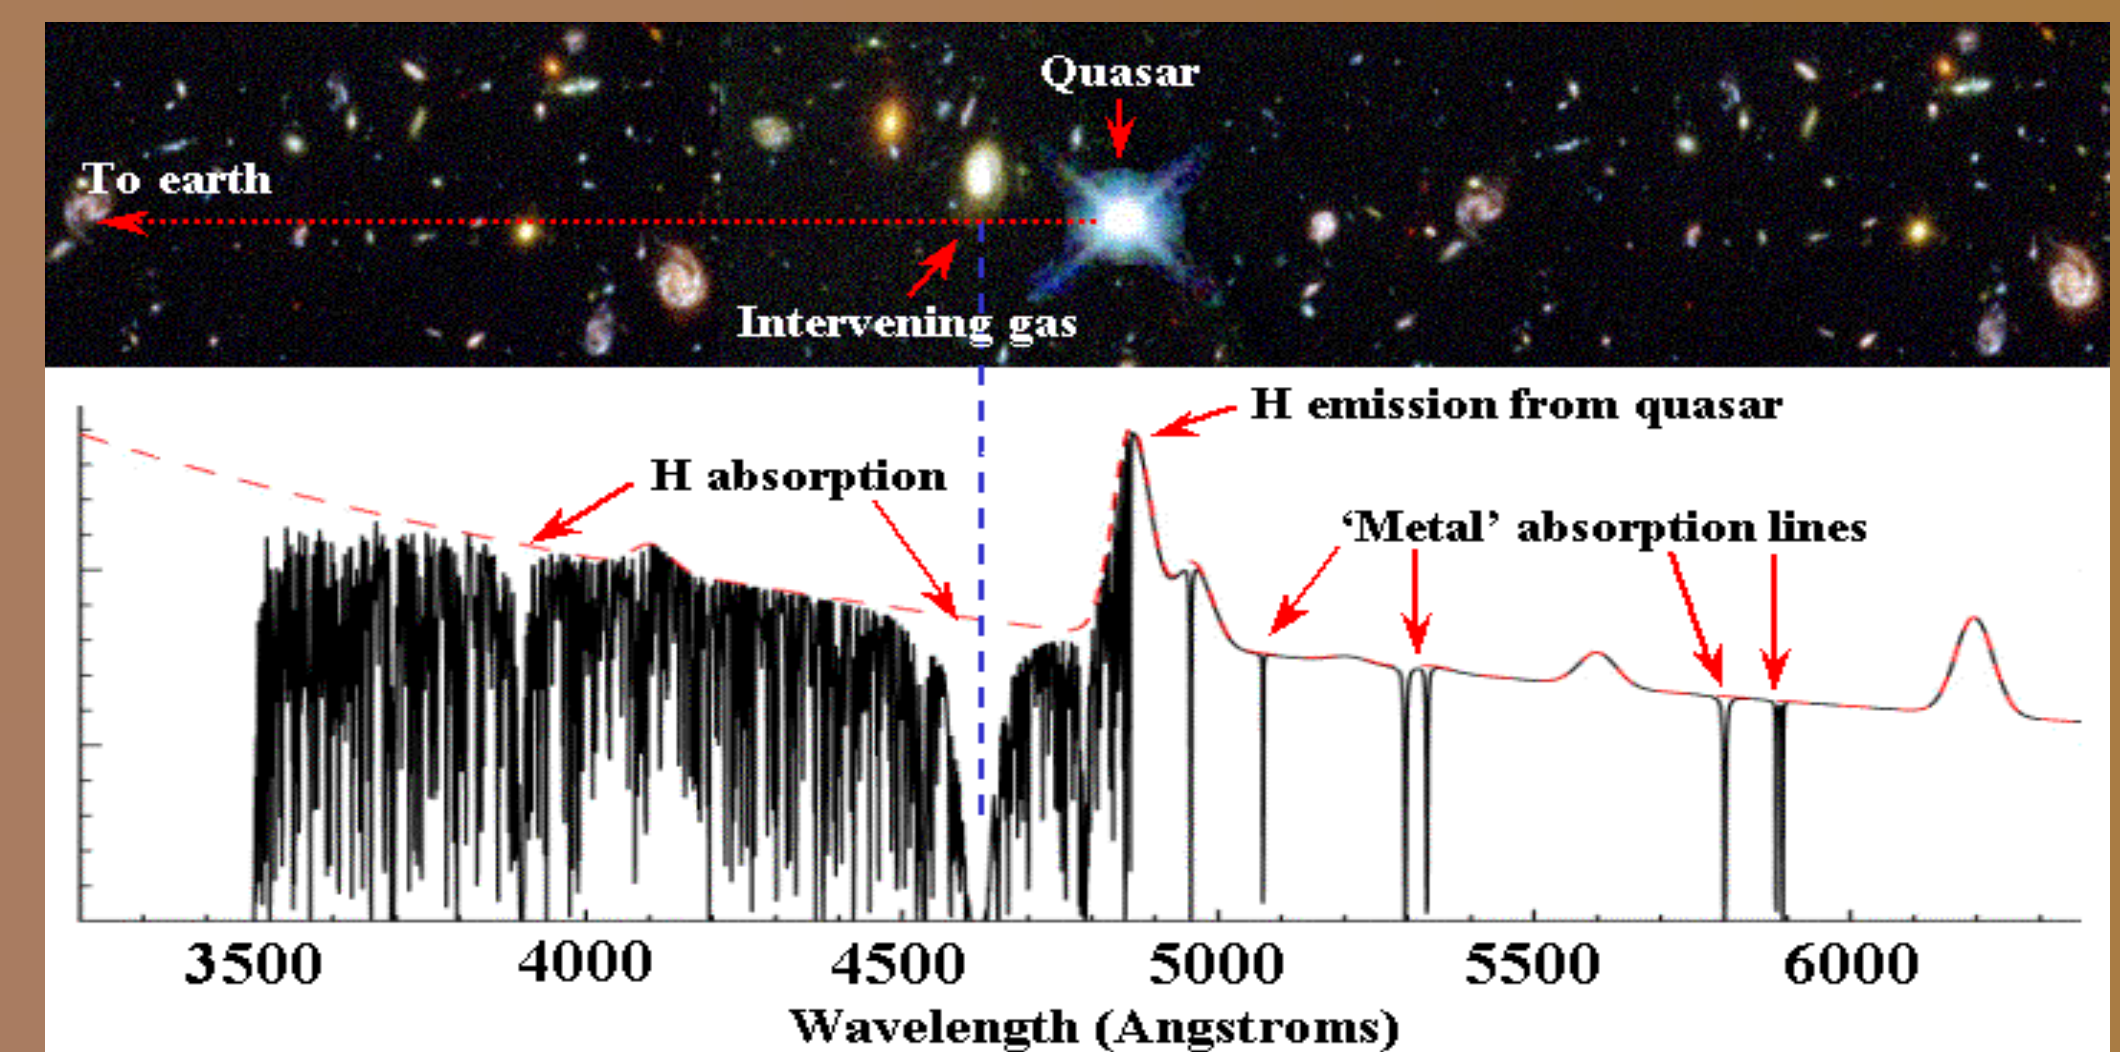 Quasar
To earth
Intervening gas
H emission from quasar
H absorption
‘Metal’ absorption lines
3500 4000 4500 5000 5500 6000
Wavelength (Angstroms)